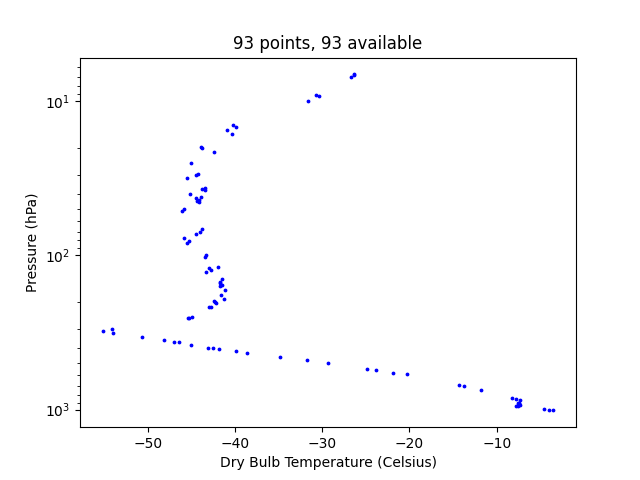 93 points, 93 available
10¹
10²
10³
Pressure (hPa)
−50 −40 −30 −20 −10
Dry Bulb Temperature (Celsius)